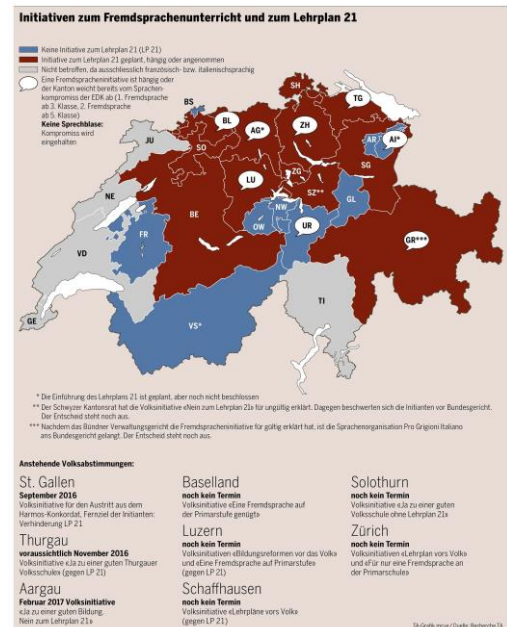 Initiativen zum Fremdsprachenunterricht und zum Lehrplan 21
Keine Initiative zum Lehrplan 21 (LP 21)
Initiative zum Lehrplan 21 geplant, hängig oder angenommen
Nicht betroffen, da ausschliesslich französisch- bzw. italienischsprachig
Eine Fremdspracheninitiative ist hängig oder
der Kanton weicht bereits vom Sprachen-
kompromiss der EDK ab (1. Fremdsprache
ab 3. Klasse, 2. Fremdsprache
ab 5. Klasse)
Keine Sprechblase:
Kompromiss wird
eingehalten
SH
TG
BS
BL
AG*
ZH
AR
AI*
JU
SO
SG
LU
ZG
SZ**
NE
BE
NW
OW
GL
UR
FR
GR***
VD
TI
GE
VS*
* Die Einführung des Lehrplans 21 ist geplant, aber noch nicht beschlossen
** Der Schwyzer Kantonsrat hat die Volksinitiative «Nein zum Lehrplan 21» für ungültig erklärt. Dagegen beschwerten sich die Initianten vor Bundesgericht.
Der Entscheid steht noch aus.
*** Nachdem das Bündner Verwaltungsgericht die Fremdspracheninitiative für gültig erklärt hat, ist die Sprachenorganisation Pro Grigioni Italiano
ans Bundesgericht gelangt. Der Entscheid steht noch aus.
Anstehende Volksabstimmungen:
St. Gallen
September 2016
Volksinitiative für den Austritt aus dem
Harmos-Konkordat, Fernziel der Initianten:
Verhinderung LP 21
Thurgau
voraussichtlich November 2016
Volksinitiative «Ja zu einer guten Thurgauer
Volksschule» (gegen LP 21)
Aargau
Februar 2017 Volksinitiative
«Ja zu einer guten Bildung.
Nein zum Lehrplan 21»
Baselland
noch kein Termin
Volksinitiative «Eine Fremdsprache auf
der Primarstufe genügt»
Luzern
noch kein Termin
Volksinitiativen «Bildungsreformen vor das Volk»
und «Eine Fremdsprache auf Primarstufe»
(gegen LP 21)
Schaffhausen
noch kein Termin
Volksinitiative «Lehrpläne vors Volk»
(gegen LP 21)
Solothurn
noch kein Termin
Volksinitiative «Ja zu einer guten
Volksschule ohne Lehrplan 21»
Zürich
noch kein Termin
Volksinitiativen «Lehrplan vors Volk»
und «Für nur eine Fremdsprache an
der Primarschule»